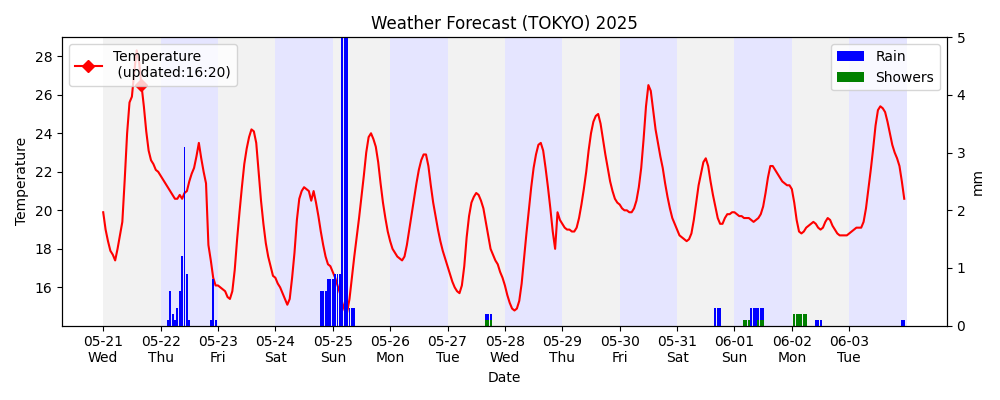 Weather Forecast (TOKYO) 2025
Temperature
(updated:16:20)
Rain
Showers
Temperature
28
26
24
22
20
18
16
5
4
3
2
1
0
mm
05-21 05-22 05-23 05-24 05-25 05-26 05-27 05-28 05-29 05-30 05-31 06-01 06-02 06-03
Wed Thu Fri Sat Sun Mon Tue Wed Thu Fri Sat Sun Mon Tue
Date